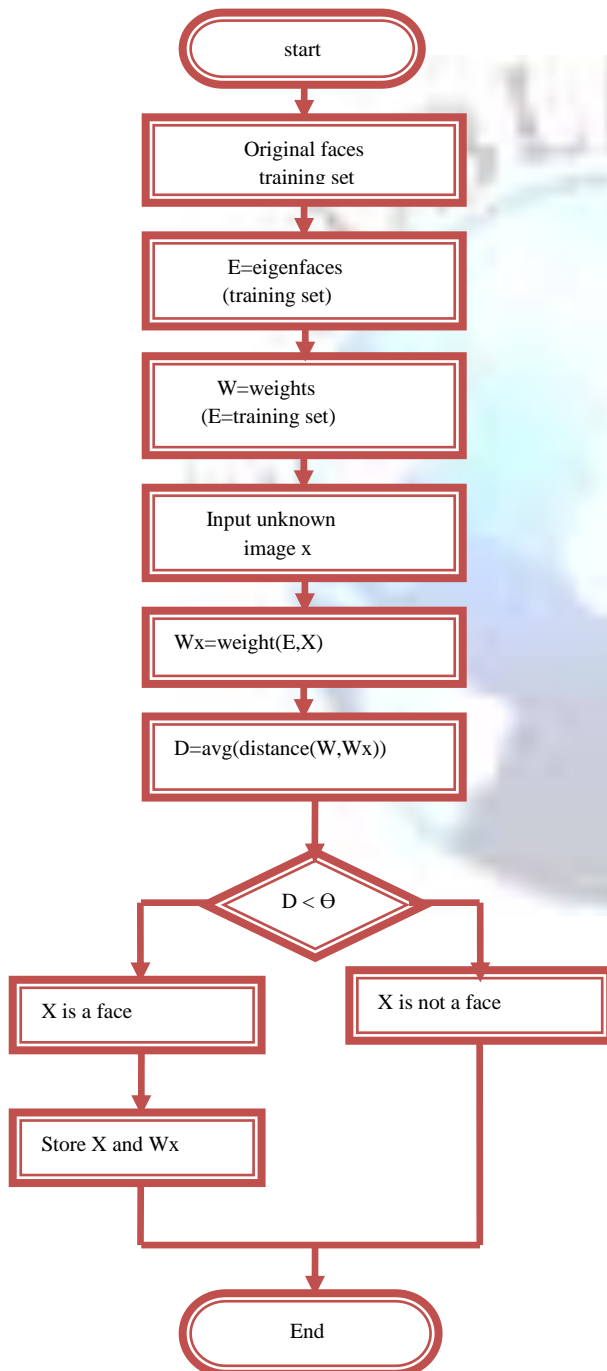 start
Original faces
training set
E=eigenfaces
(training set)
W=weights
(E=training set)
Input unknown
image x
Wx=weight(E,X)
D=avg(distance(W,Wx))
D < Ө
X is a face
X is not a face
Store X and Wx
End